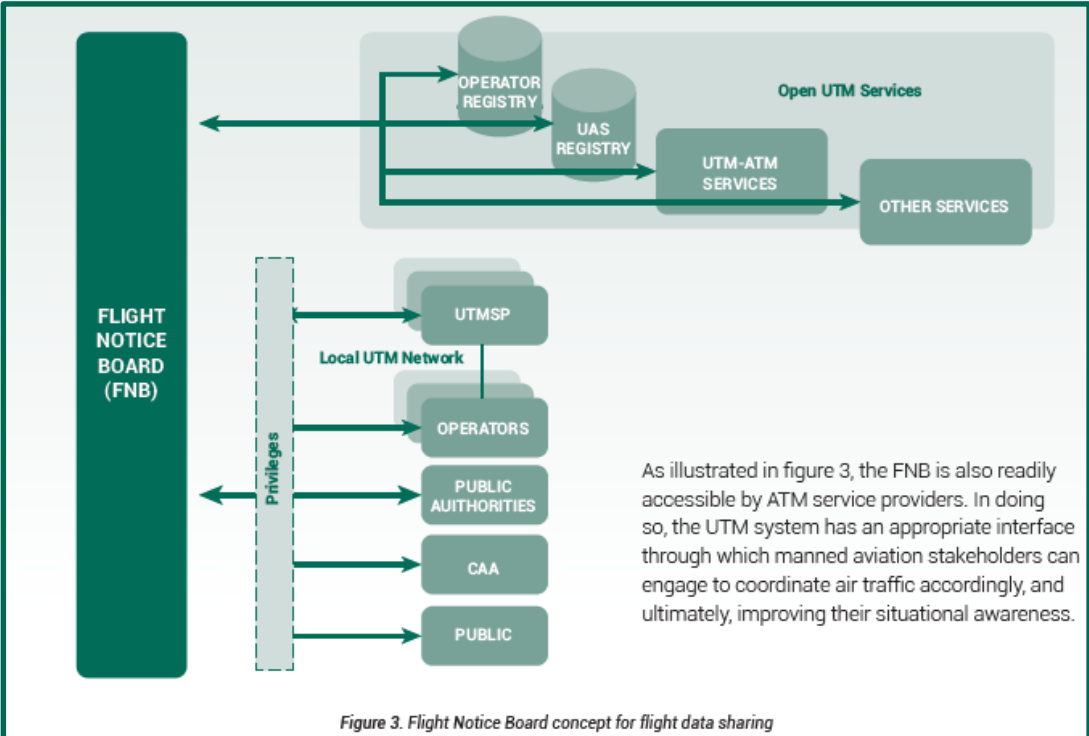 OPERATOR
REGISTRY
Open UTM Services
UAS
REGISTRY
UTM-ATM
SERVICES
OTHER SERVICES
FLIGHT
NOTICE
BOARD
(FNB)
Privileges
UTMSP
Local UTM Network
OPERATORS
PUBLIC
AUITHORITIES
CAA
PUBLIC
As illustrated in figure 3, the FNB is also readily
accessible by ATM service providers. In doing
so, the UTM system has an appropriate interface
through which manned aviation stakeholders can
engage to coordinate air traffic accordingly, and
ultimately, improving their situational awareness.
Figure 3. Flight Notice Board concept for flight data sharing